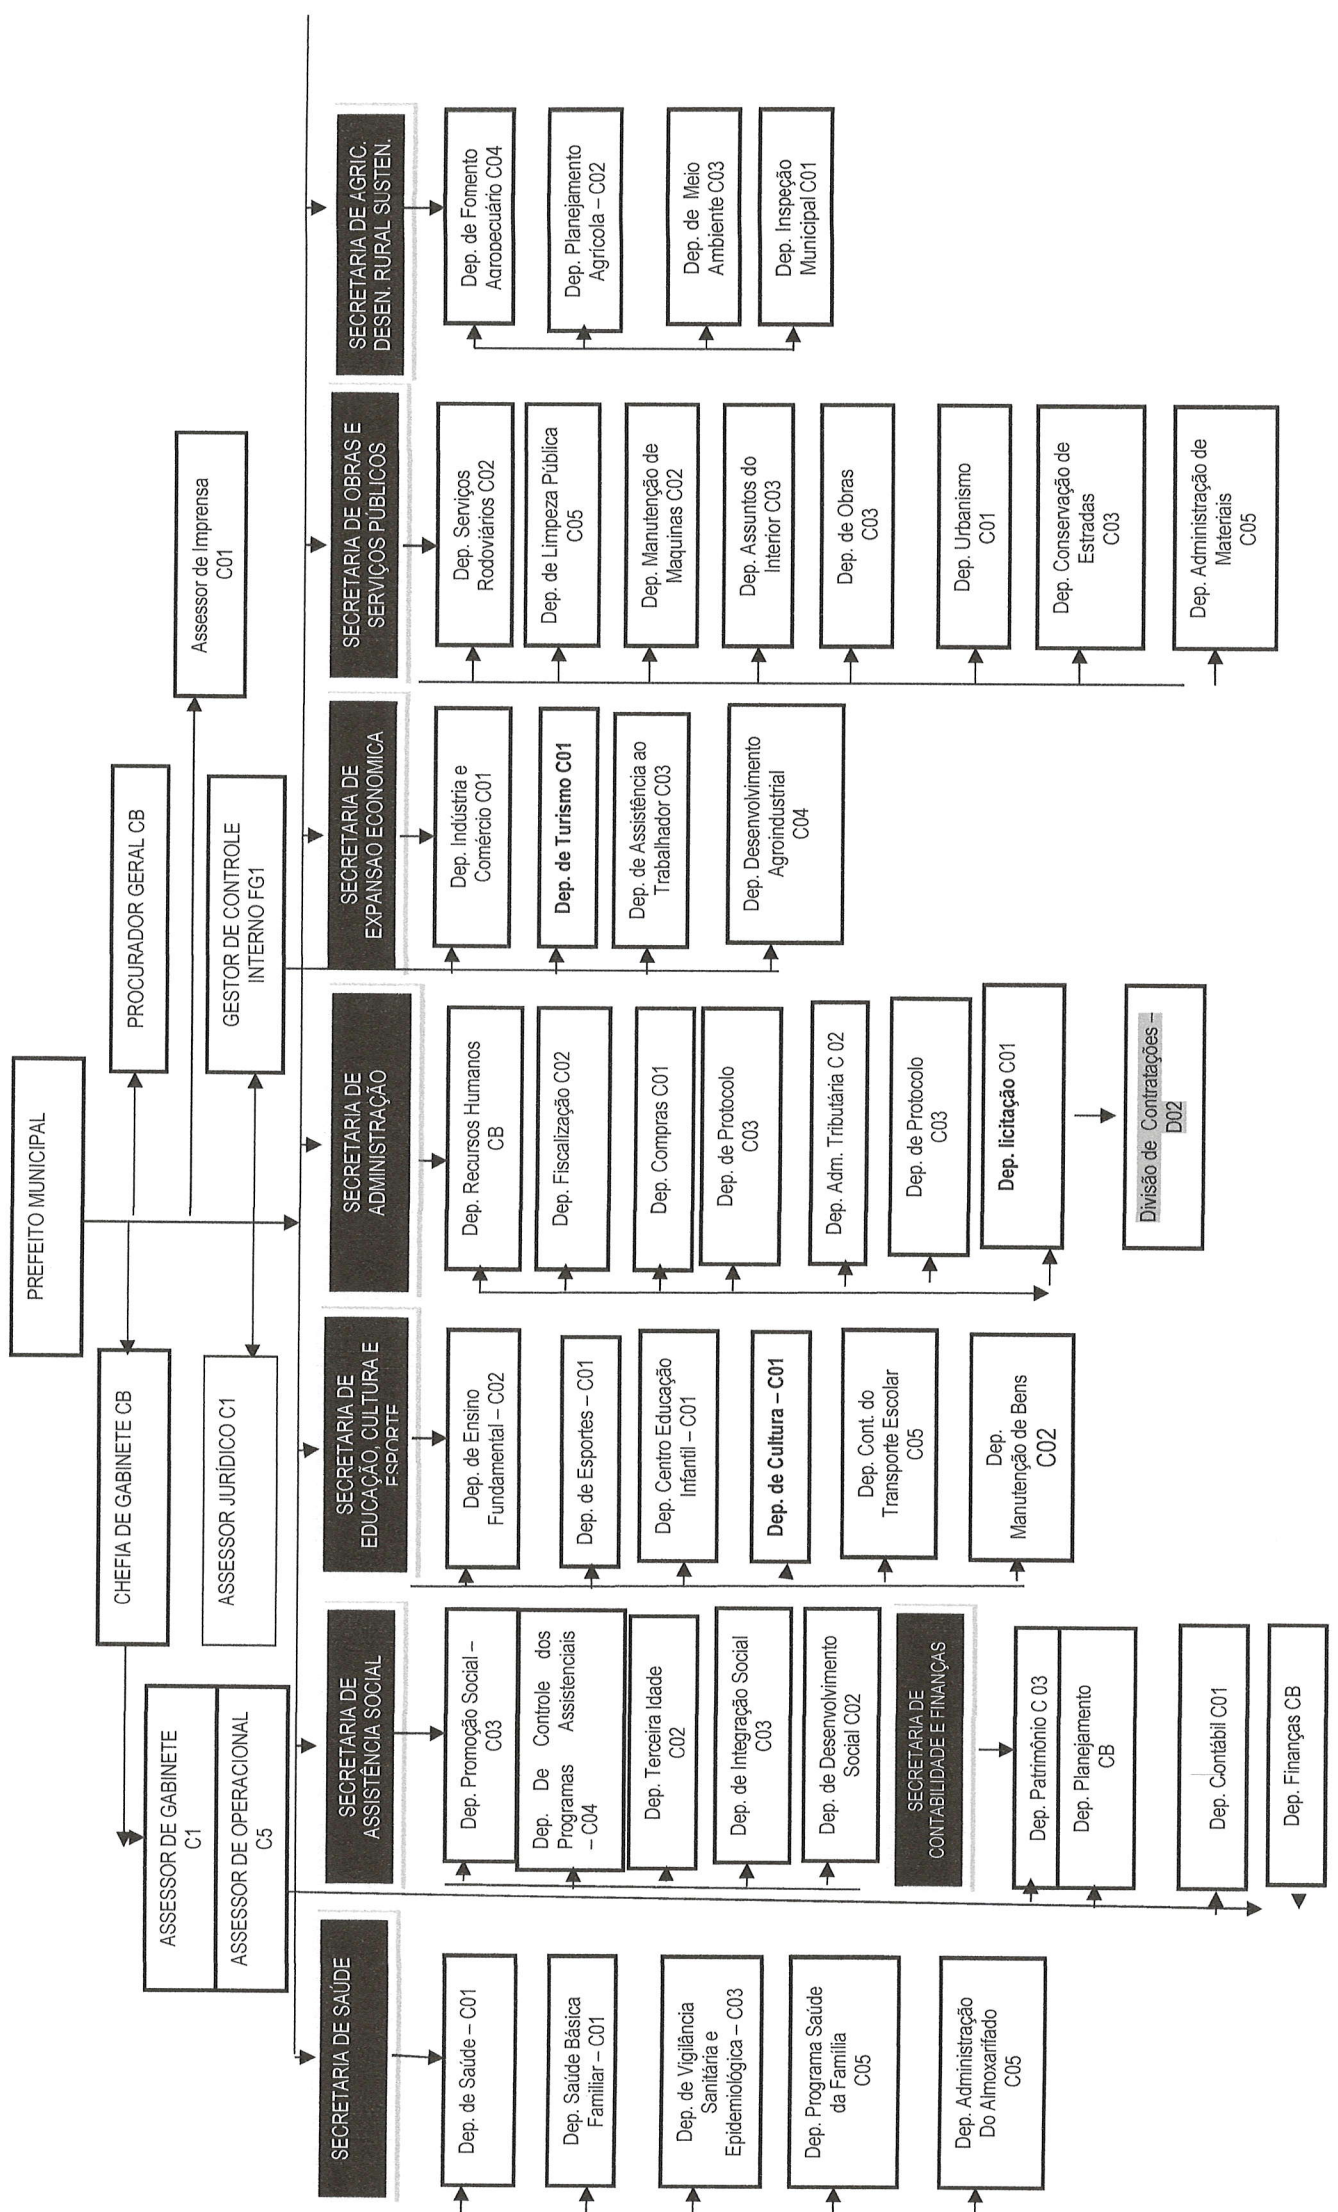 PREFEITO MUNICIPAL
CHEFIA DE GABINETE CB
PROCURADOR GERAL CB
ASSESSOR DE GABINETE
C1
ASSESSOR DE OPERACIONAL
C5
ASSESSOR JURÍDICO C1
GESTOR DE CONTROLE
INTERNO FG1
Assessor de Imprensa
C01
SECRETARIA DE SAÚDE
Dep. de Saúde – C01
Dep. Saúde Básica
Familiar – C01
Dep. de Vigilância
Sanitária e
Epidemiológica – C03
Dep. Programa Saúde
da Família
C05
Dep. Administração
Do Almoxarifado
C05
SECRETARIA DE
ASSISTÊNCIA SOCIAL
Dep. Promoção Social –
C03
Dep. De Controle dos
Programas Assistenciais
– C04
Dep. Terceira Idade
C02
Dep. de Integração Social
C03
Dep. de Desenvolvimento
Social C02
SECRETARIA DE
CONTABILIDADE E FINANÇAS
Dep. Patrimônio C 03
Dep. Planejamento
CB
Dep. Contábil C01
Dep. Finanças CB
SECRETARIA DE
EDUCAÇÃO, CULTURA E
ESPORTE
Dep. de Ensino
Fundamental – C02
Dep. de Esportes – C01
Dep. Centro Educação
Infantil – C01
Dep. de Cultura – C01
Dep. Cont. do
Transporte Escolar
C05
Dep.
Manutenção de Bens
C02
SECRETARIA DE
ADMINISTRAÇÃO
Dep. Recursos Humanos
CB
Dep. Fiscalização C02
Dep. Compras C01
Dep. de Protocolo
C03
Dep. Adm. Tributária C 02
Dep. de Protocolo
C03
Dep. licitação C01
Divisão de Contratações –
D02
SECRETARIA DE
EXPANSAO ECONOMICA
Dep. Indústria e
Comércio C01
Dep. de Turismo C01
Dep. de Assistência ao
Trabalhador C03
Dep. Desenvolvimento
Agroindustrial
C04
SECRETARIA DE OBRAS E
SERVIÇOS PÚBLICOS
Dep. Serviços
Rodoviários C02
Dep. de Limpeza Pública
C05
Dep. Manutenção de
Maquinas C02
Dep. Assuntos do
Interior C03
Dep. de Obras
C03
Dep. Urbanismo
C01
Dep. Conservação de
Estradas
C03
Dep. Administração de
Materiais
C05
SECRETARIA DE AGRIC.
DESEN. RURAL SUSTEN.
Dep. de Fomento
Agropecuário C04
Dep. Planejamento
Agrícola – C02
Dep. de Meio
Ambiente C03
Dep. Inspeção
Municipal C01